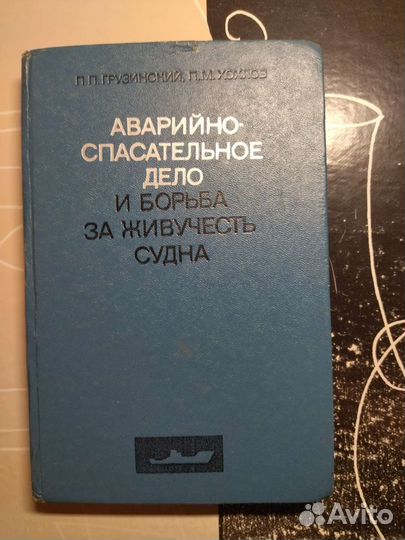 П.П.ГРУЗИНСКИЙ, П.М.ХОХЛОВ
АВАРИЙНО-
СПАСАТЕЛЬНОЕ
ДЕЛО
И БОРЬБА
ЗА ЖИВУЧЕСТЬ
СУДНА
Avito